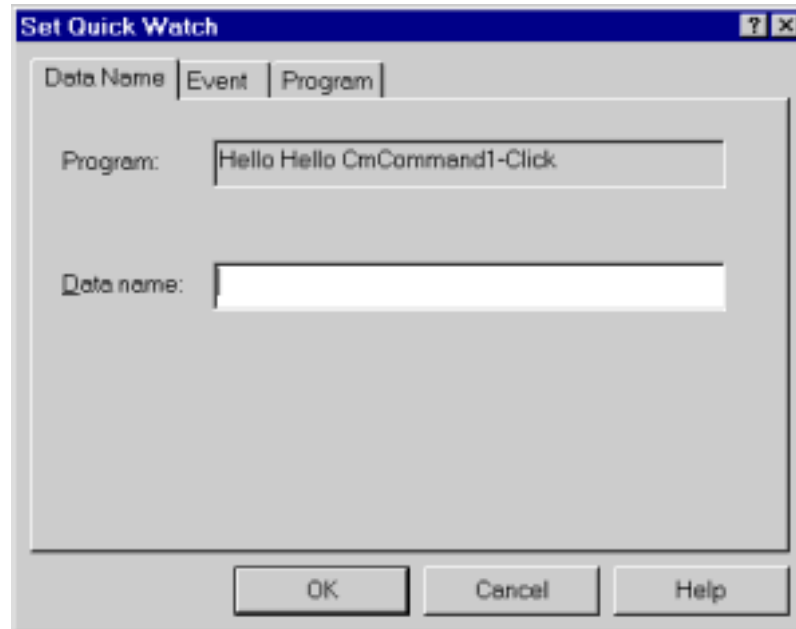 Set Quick Watch
Data Name Event Program
Program: Hello Hello CmCommand1-Click
Data name:
OK Cancel Help